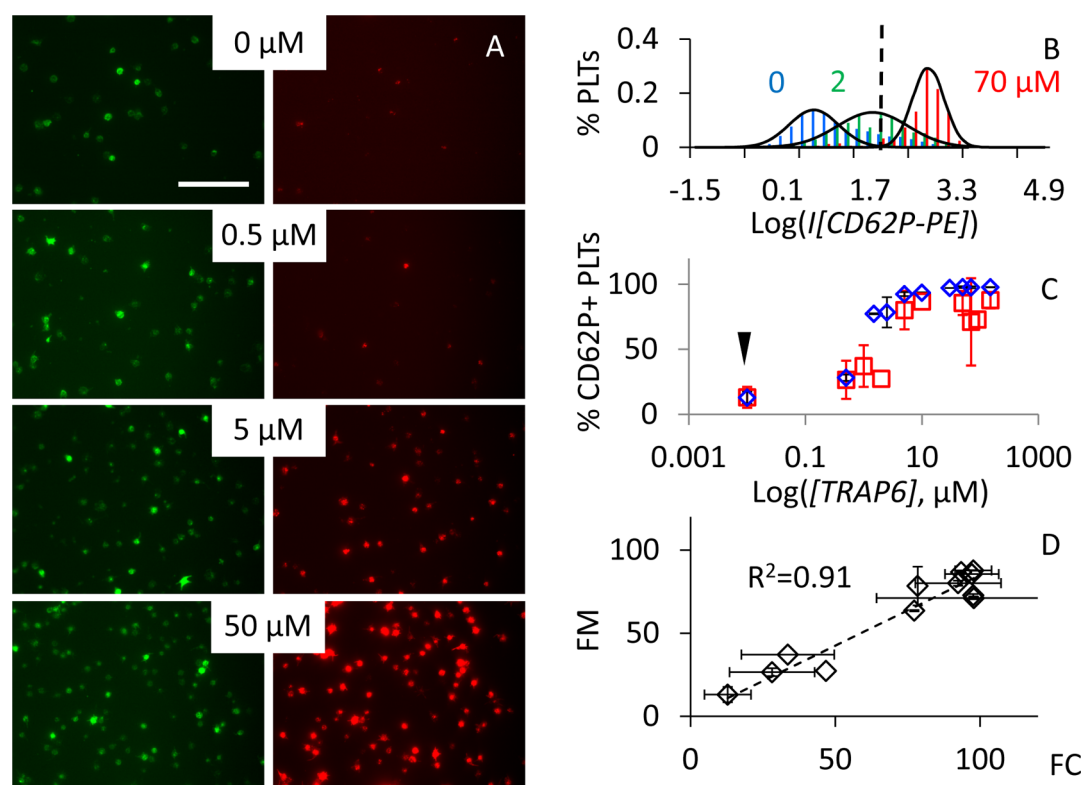 A
0 μM
0.5 μM
5 μM
50 μM
B
% PLTs
0.4
0.2
0
0
2
70 μM
-1.5 0.1 1.7 3.3 4.9
Log(I[CD62P-PE])
C
% CD62P+ PLTs
100
50
0
0.001 0.1 10 1000
Log([TRAP6], μM)
D
FM
100
50
0
R²=0.91
0 50 100
FC